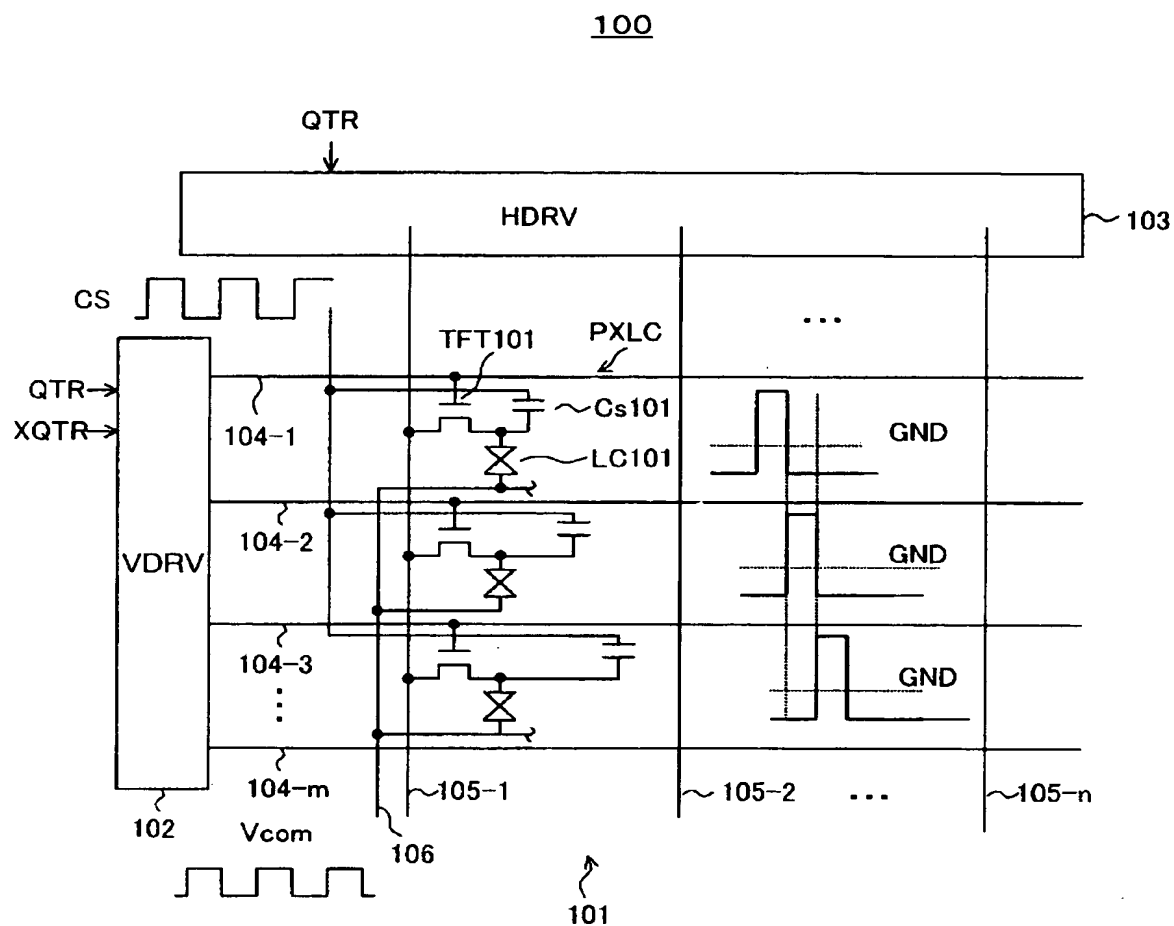 100
QTR
HDRV
103
CS
TFT101
PXLC
...
QTR
XQTR
104-1
Cs101
LC101
GND
104-2
VDRV
GND
104-3
GND
104-m
102
105-1
105-2
...
105-n
Vcom
106
101